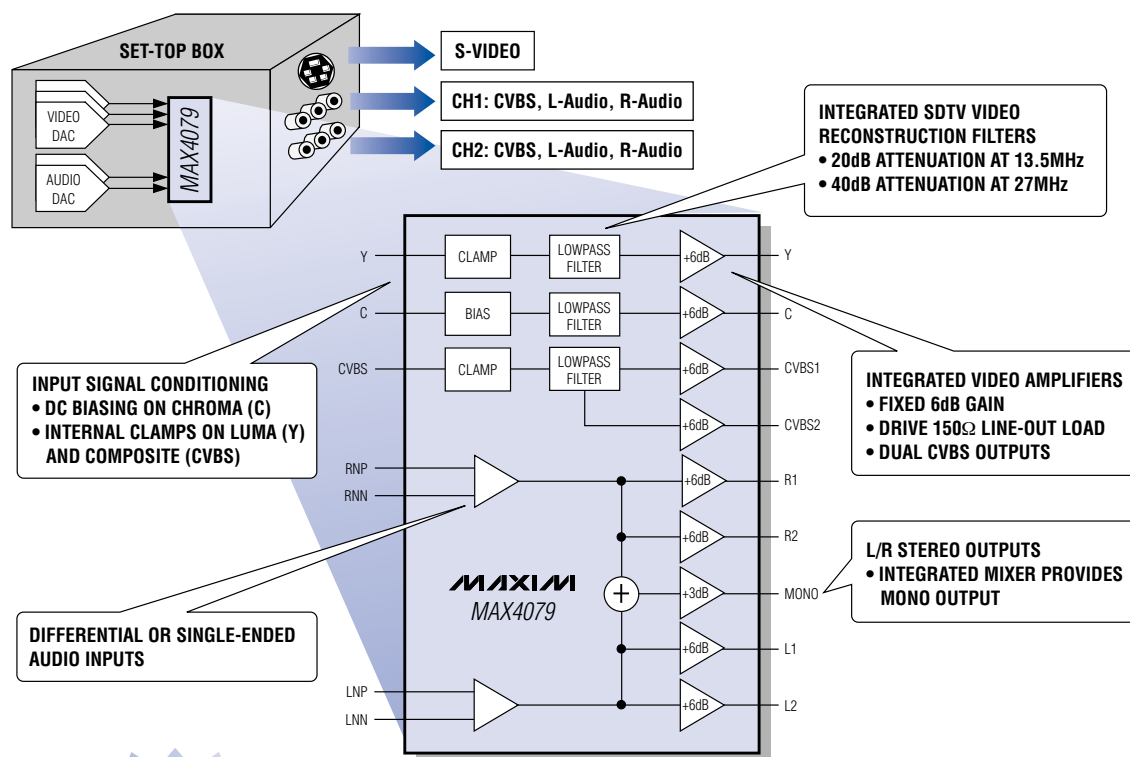 SET-TOP BOX
VIDEO
DAC
AUDIO
DAC
MAX4079
S-VIDEO
CH1: CVBS, L-Audio, R-Audio
CH2: CVBS, L-Audio, R-Audio
INTEGRATED SDTV VIDEO
RECONSTRUCTION FILTERS
• 20dB ATTENUATION AT 13.5MHz
• 40dB ATTENUATION AT 27MHz
Y
CLAMP
LOWPASS
FILTER
+6dB
Y
C
BIAS
LOWPASS
FILTER
+6dB
C
CVBS
CLAMP
LOWPASS
FILTER
+6dB
CVBS1
+6dB
CVBS2
INPUT SIGNAL CONDITIONING
• DC BIASING ON CHROMA (C)
• INTERNAL CLAMPS ON LUMA (Y)
AND COMPOSITE (CVBS)
INTEGRATED VIDEO AMPLIFIERS
• FIXED 6dB GAIN
• DRIVE 150Ω LINE-OUT LOAD
• DUAL CVBS OUTPUTS
RNP
RNN
+6dB
R1
+6dB
R2
MAXIM
MAX4079
+
+3dB
MONO
L/R STEREO OUTPUTS
• INTEGRATED MIXER PROVIDES
MONO OUTPUT
DIFFERENTIAL OR SINGLE-ENDED
AUDIO INPUTS
+6dB
L1
LNP
LNN
+6dB
L2